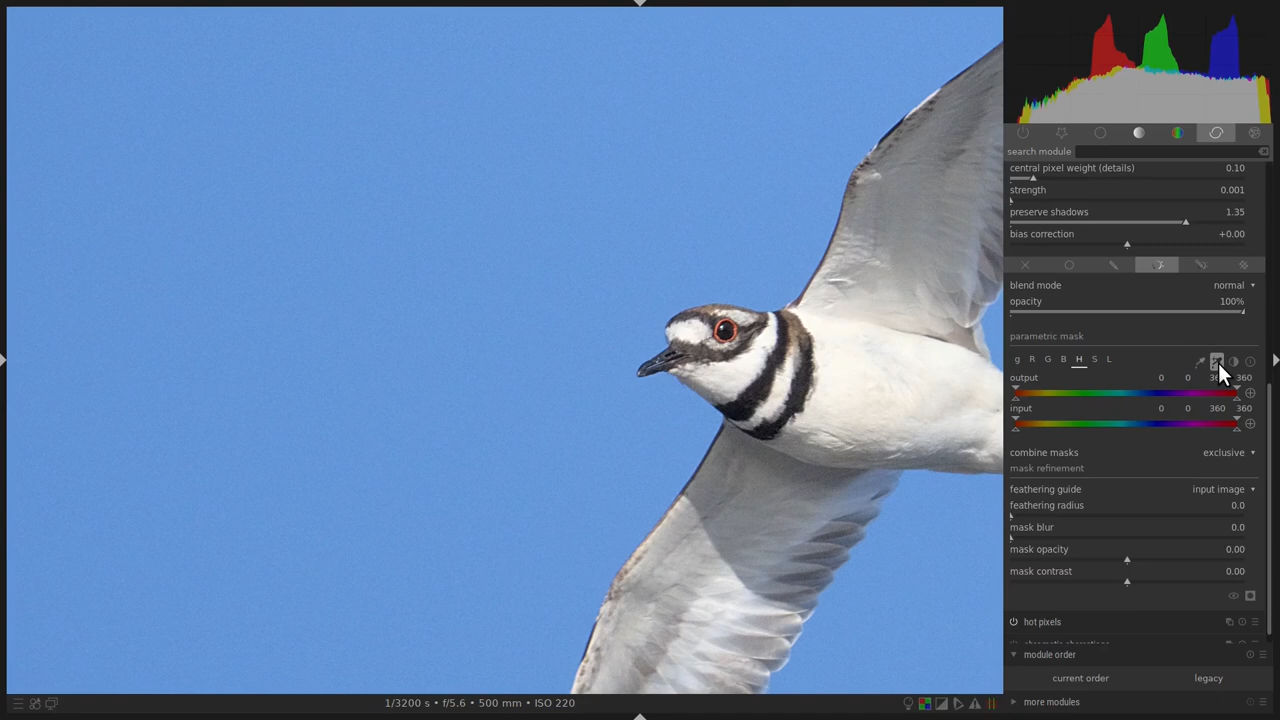 search module
central pixel weight (details) 0.10
strength 0.001
preserve shadows 1.35
bias correction +0.00
blend mode normal
opacity 100%
parametric mask
g R G B H S L
output 0 0 360
input 0 0 360 360
combine masks exclusive
mask refinement
feathering guide input image
feathering radius 0.0
mask blur 0.0
mask opacity 0.00
mask contrast 0.00
hot pixels
module order
current order legacy
more modules
1/3200 s • f/5.6 • 500 mm • ISO 220